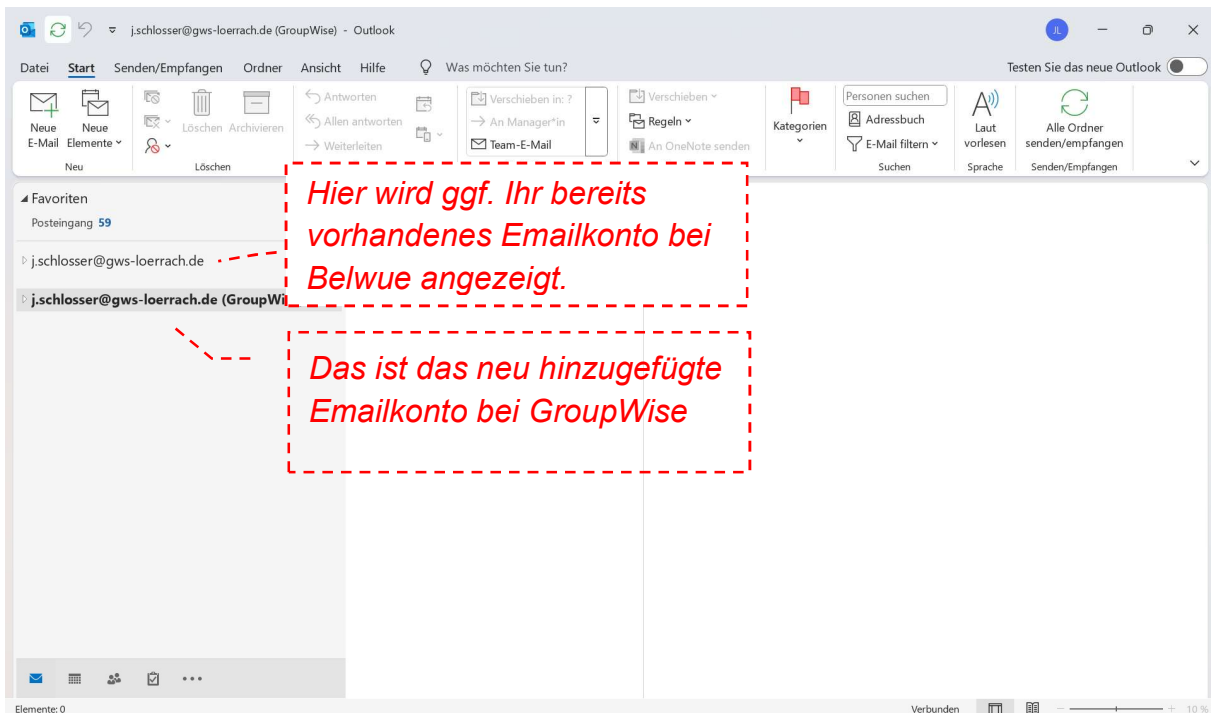 j.schlosser@gws-loerrach.de (GroupWise) - Outlook
JL
Datei Start Senden/Empfangen Ordner Ansicht Hilfe Was möchten Sie tun? Testen Sie das neue Outlook
Neue E-Mail
Neue Elemente
Neu
Löschen Archivieren
Löschen
Antworten
Allen antworten
Weiterleiten
Verschieben in: ?
An Manager*in
Team-E-Mail
Verschieben
Regeln
An OneNote senden
Kategorien
Personen suchen
Adressbuch
E-Mail filtern
Suchen
Laut vorlesen
Sprache
Alle Ordner senden/empfangen
Senden/Empfangen
Favoriten
Posteingang 59
j.schlosser@gws-loerrach.de
j.schlosser@gws-loerrach.de (GroupWi
Hier wird ggf. Ihr bereits
vorhandenes Emailkonto bei
Belwue angezeigt.
Das ist das neu hinzugefügte
Emailkonto bei GroupWise
Elemente: 0 Verbunden 10 %